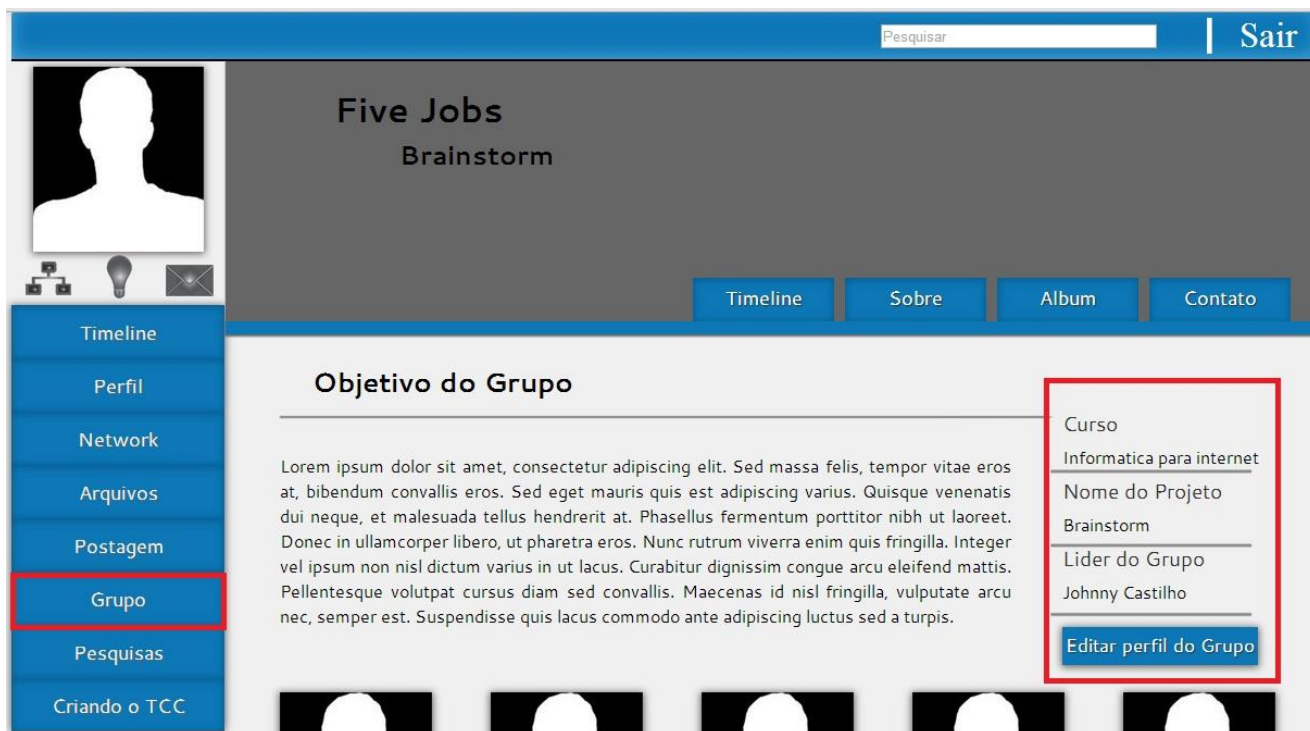 Pesquisar
Sair
Five Jobs
Brainstorm
Timeline
Sobre
Album
Contato
Timeline
Perfil
Network
Arquivos
Postagem
Grupo
Pesquisas
Criando o TCC
Objetivo do Grupo
Lorem ipsum dolor sit amet, consectetur adipiscing elit. Sed massa felis, tempor vitae eros
at, bibendum convallis eros. Sed eget mauris quis est adipiscing varius. Quisque venenatis
dui neque, et malesuada tellus hendrerit at. Phasellus fermentum porttitor nibh ut laoreet.
Donec in ullamcorper libero, ut pharetra eros. Nunc rutrum viverra enim quis fringilla. Integer
vel ipsum non nisl dictum varius in ut lacus. Curabitur dignissim congue arcu eleifend mattis.
Pellentesque volutpat cursus diam sed convallis. Maecenas id nisl fringilla, vulputate arcu
nec, semper est. Suspendisse quis lacus commodo ante adipiscing luctus sed a turpis.
Curso
Informatica para internet
Nome do Projeto
Brainstorm
Lider do Grupo
Johnny Castilho
Editar perfil do Grupo